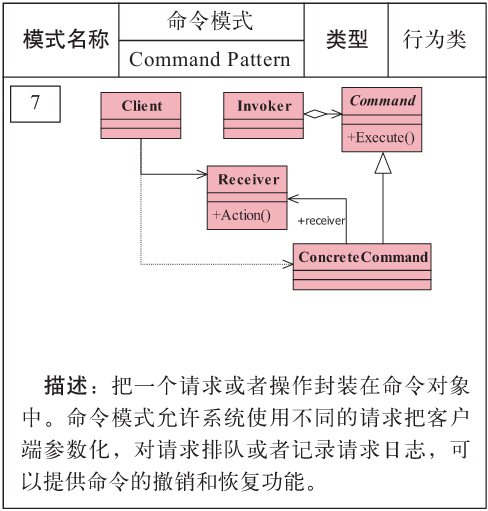 模式名称
命令模式
Command Pattern
类型
行为类
7
Client
Invoker
Command
+Execute()
Receiver
+Action()
+receiver
ConcreteCommand
描述：把一个请求或者操作封装在命令对象
中。命令模式允许系统使用不同的请求把客户
端参数化，对请求排队或者记录请求日志，可
以提供命令的撤销和恢复功能。